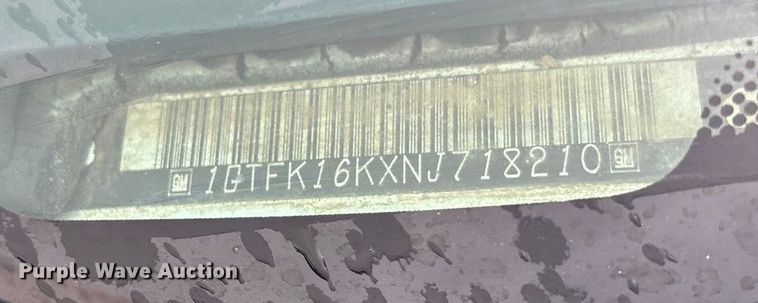 GM 1GTFK16KXNJ718210 GM
Purple Wave Auction